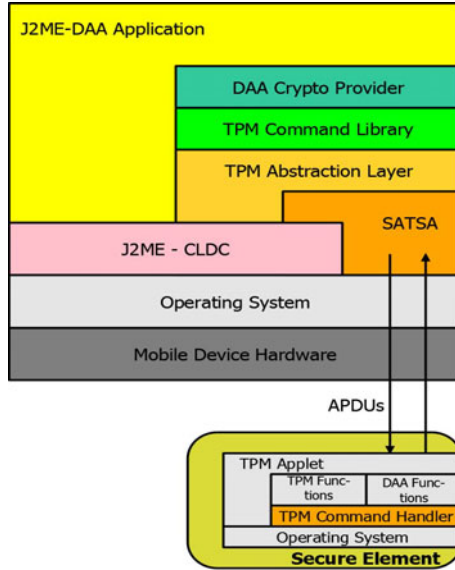 J2ME-DAA Application
DAA Crypto Provider
TPM Command Library
TPM Abstraction Layer
SATSA
J2ME - CLDC
Operating System
Mobile Device Hardware
APDUs
TPM Applet
TPM Func-
tions
DAA Func-
tions
TPM Command Handler
Operating System
Secure Element